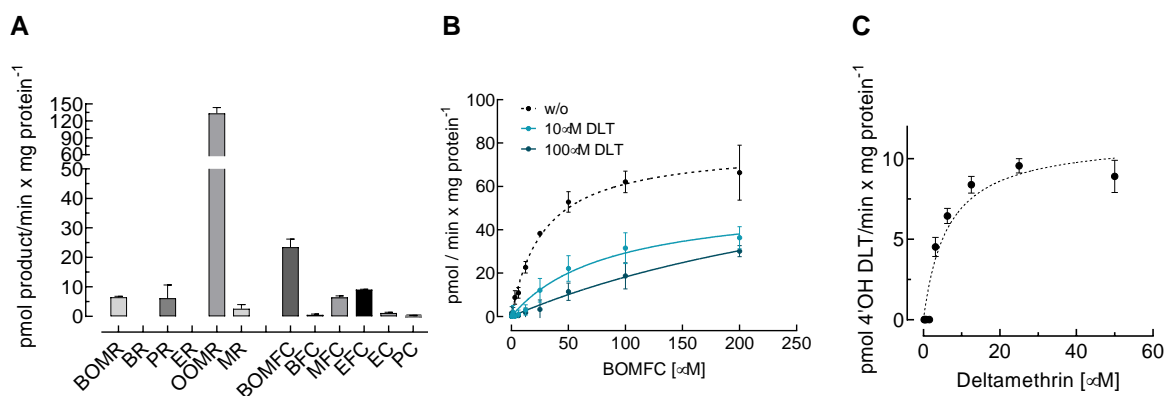 A
pmol product/min x mg protein-1
150
120
90
60
50
40
30
20
10
0
BOMR
BR
PR
ER
OOMR
MR
BOMFC
BFC
MFC
EFC
EC
PC
B
pmol / min x mg protein-1
100
80
60
40
20
0
w/o
10∝M DLT
100∝M DLT
0 50 100 150 200 250
BOMFC [∝M]
C
pmol 4'OH DLT/min x mg protein-1
10
5
0
0 20 40 60
Deltamethrin [∝M]